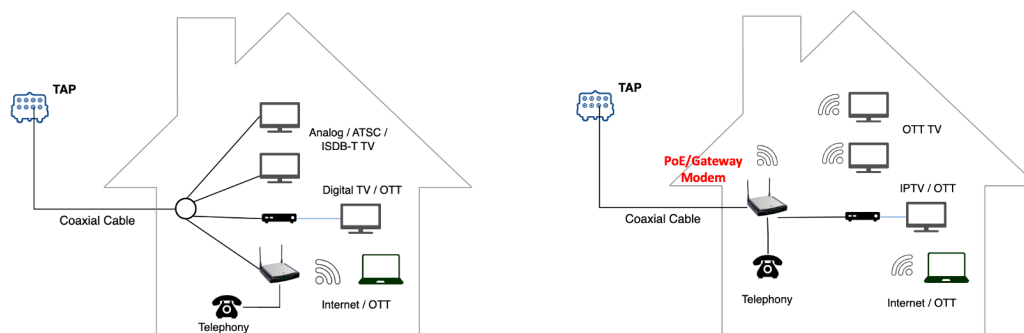 TAP
Analog / ATSC /
ISDB-T TV
Digital TV / OTT
Coaxial Cable
Internet / OTT
Telephony
TAP
OTT TV
PoE/Gateway
Modem
IPTV / OTT
Coaxial Cable
Telephony
Internet / OTT